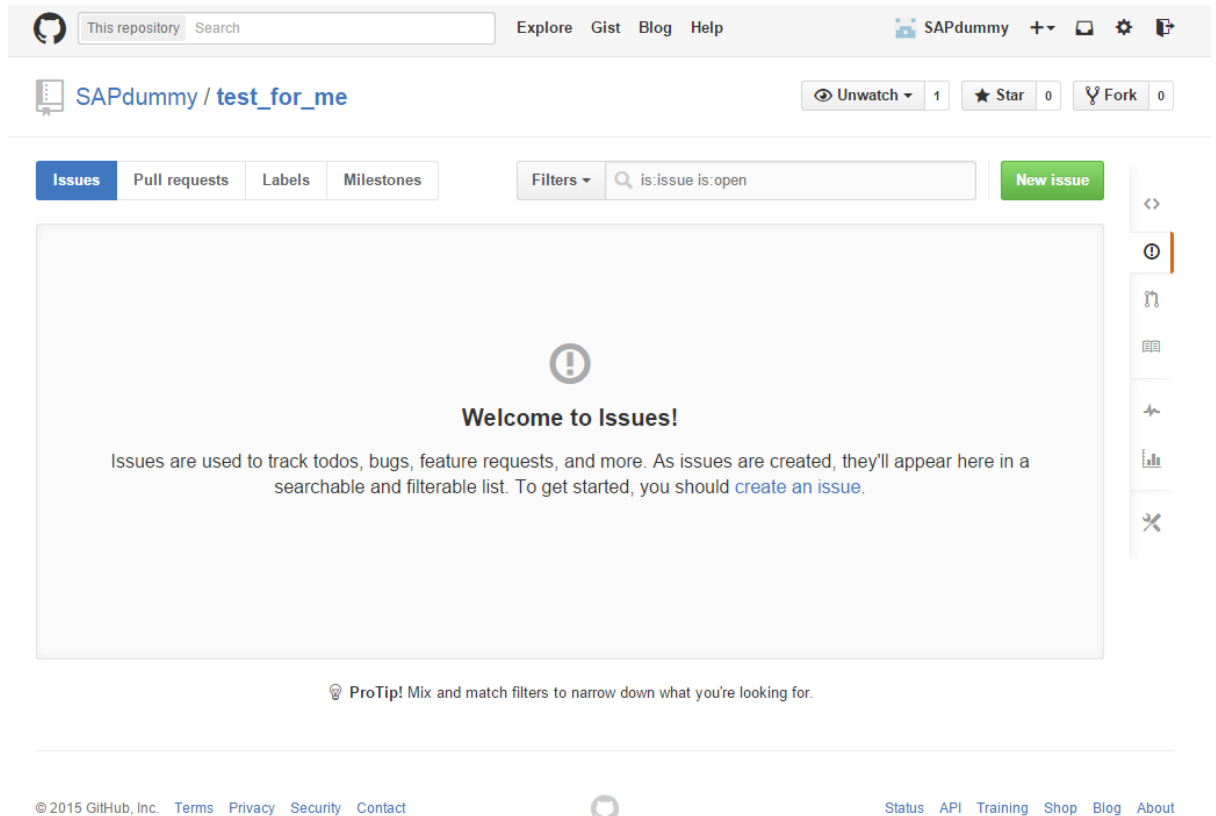 This repository Search Explore Gist Blog Help SAPdummy
SAPdummy / test_for_me Unwatch 1 Star 0 Fork 0
Issues Pull requests Labels Milestones Filters is:issue is:open New issue
Welcome to Issues!
Issues are used to track todos, bugs, feature requests, and more. As issues are created, they'll appear here in a
searchable and filterable list. To get started, you should create an issue.
ProTip! Mix and match filters to narrow down what you're looking for.
© 2015 GitHub, Inc. Terms Privacy Security Contact Status API Training Shop Blog About